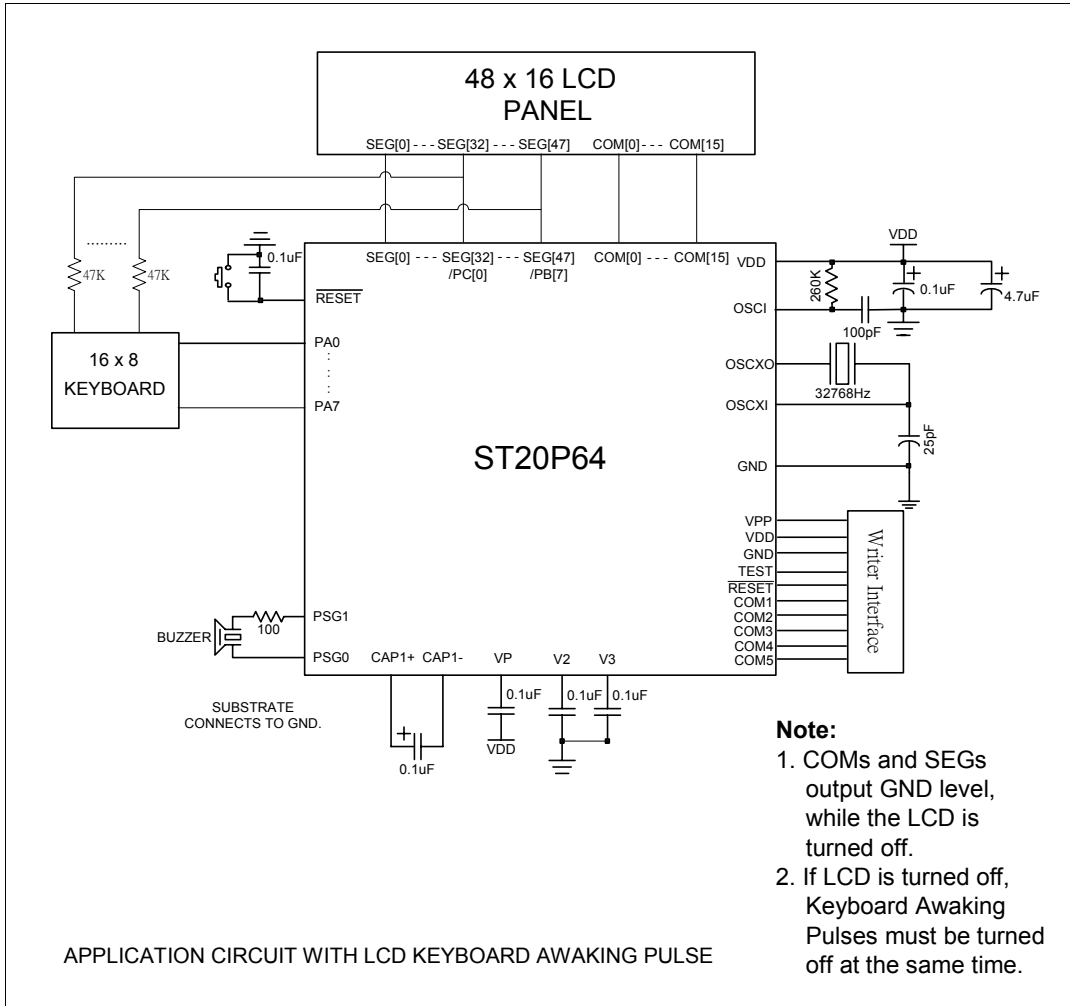 48 x 16 LCD
PANEL
SEG[0] - - - SEG[32] - - - SEG[47] COM[0] - - - COM[15]
47K
.........
47K
0.1uF
SEG[0] - - - SEG[32] - - - SEG[47] COM[0] - - - COM[15]
/PC[0] /PB[7]
RESET
16 x 8
KEYBOARD
PA0
PA7
VDD
VDD
260K
0.1uF
4.7uF
OSCI
100pF
OSCXO
32768Hz
OSCXI
25pF
GND
ST20P64
VPP
VDD
GND
TEST
RESET
COM1
COM2
COM3
COM4
COM5
Writer Interface
PSG1
100
BUZZER
PSG0
CAP1+ CAP1- VP V2 V3
0.1uF
0.1uF 0.1uF 0.1uF
VDD
SUBSTRATE
CONNECTS TO GND.
Note:
1. COMs and SEGs
output GND level,
while the LCD is
turned off.
2. If LCD is turned off,
Keyboard Awaking
Pulses must be turned
off at the same time.
APPLICATION CIRCUIT WITH LCD KEYBOARD AWAKING PULSE